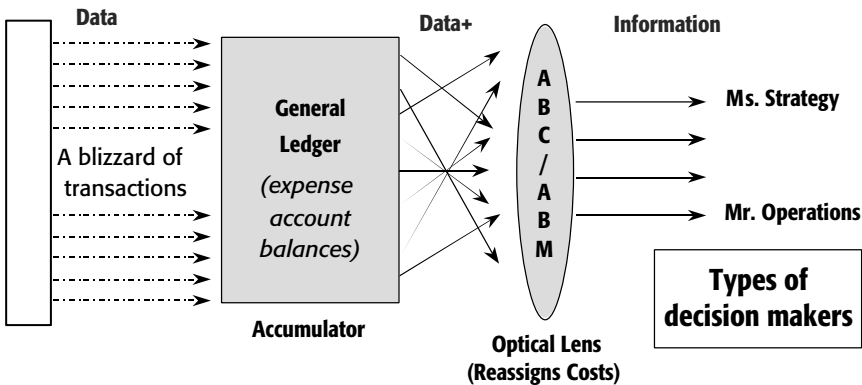 Data
Data+
Information
A blizzard of
transactions
General
Ledger
(expense
account
balances)
Accumulator
A
B
C
/
A
B
M
Optical Lens
(Reassigns Costs)
Ms. Strategy
Mr. Operations
Types of
decision makers